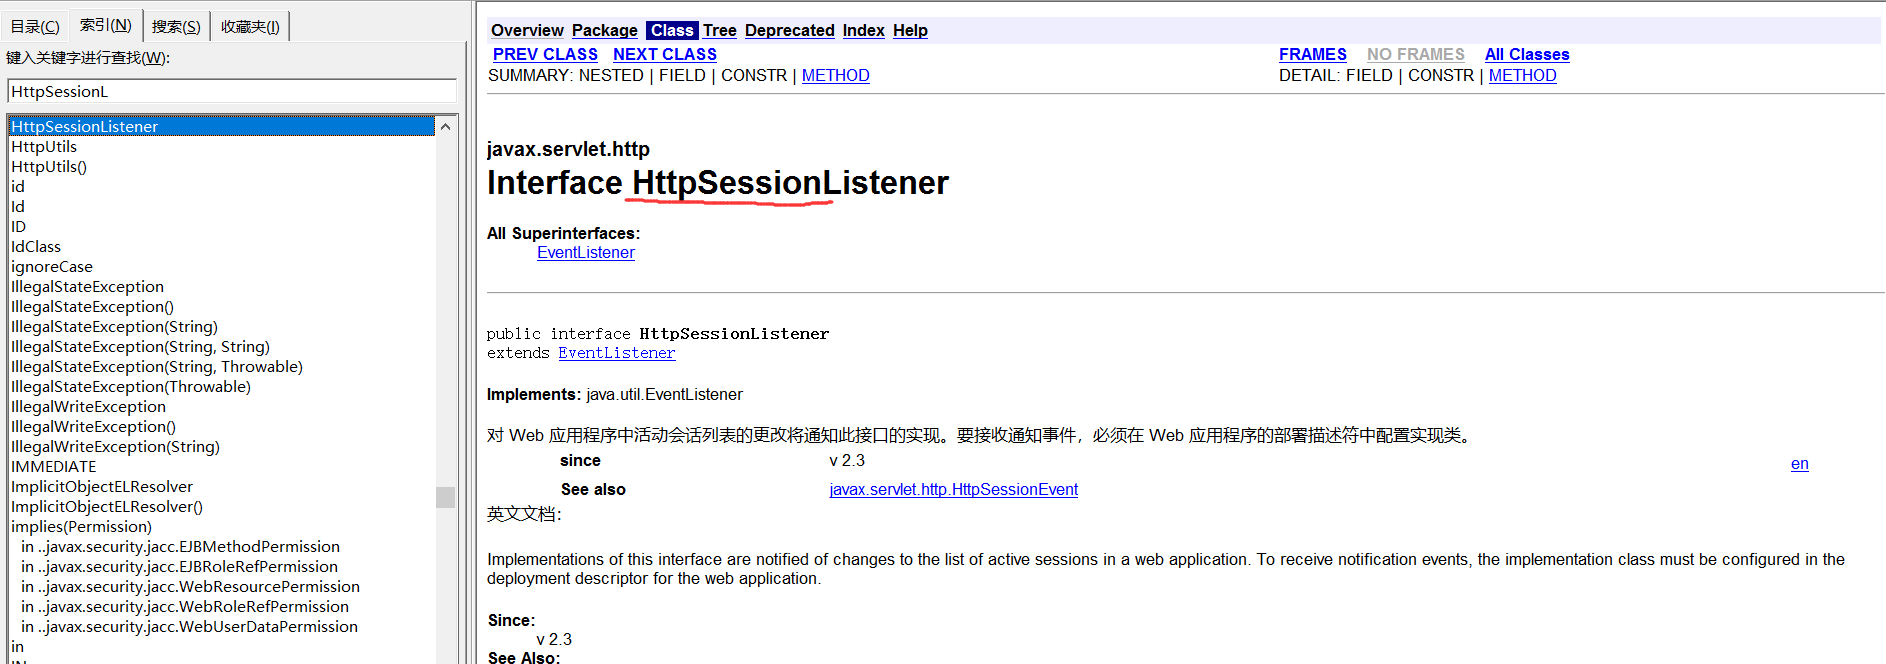 目录(C) 索引(N) 搜索(S) 收藏夹(I)
键入关键字进行查找(W):
HttpSessionL
HttpSessionListener
HttpUtils
HttpUtils()
id
Id
ID
IdClass
ignoreCase
IllegalStateException
IllegalStateException()
IllegalStateException(String)
IllegalStateException(String, String)
IllegalStateException(String, Throwable)
IllegalStateException(Throwable)
IllegalWriteException
IllegalWriteException()
IllegalWriteException(String)
IMMEDIATE
ImplicitObjectELResolver
ImplicitObjectELResolver()
implies(Permission)
in ..javax.security.jacc.EJBMethodPermission
in ..javax.security.jacc.EJBRoleRefPermission
in ..javax.security.jacc.WebResourcePermission
in ..javax.security.jacc.WebRoleRefPermission
in ..javax.security.jacc.WebUserDataPermission
in
Overview Package Class Tree Deprecated Index Help
PREV CLASS NEXT CLASS FRAMES NO FRAMES All Classes
SUMMARY: NESTED | FIELD | CONSTR | METHOD DETAIL: FIELD | CONSTR | METHOD
javax.servlet.http
Interface HttpSessionListener
All Superinterfaces:
EventListener
public interface HttpSessionListener
extends EventListener
Implements: java.util.EventListener
对 Web 应用程序中活动会话列表的更改将通知此接口的实现。要接收通知事件，必须在 Web 应用程序的部署描述符中配置实现类。
since v 2.3 en
See also javax.servlet.http.HttpSessionEvent
英文文档：
Implementations of this interface are notified of changes to the list of active sessions in a web application. To receive notification events, the implementation class must be configured in the
deployment descriptor for the web application.
Since:
v 2.3
See Also: